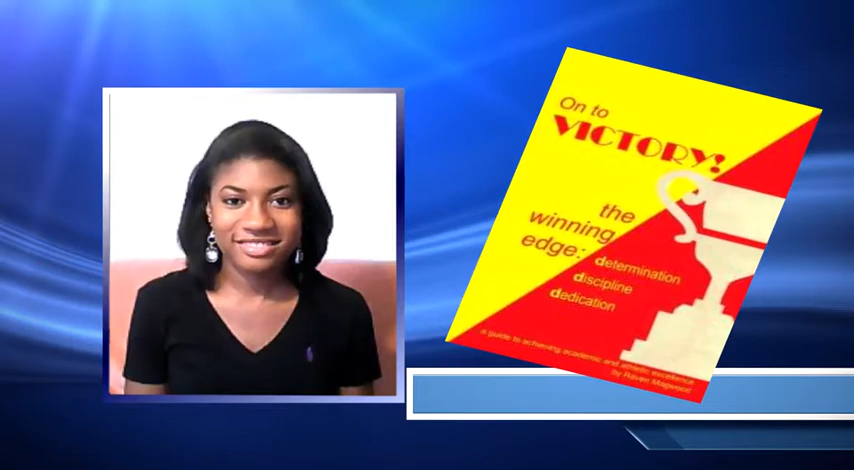 On to
VICTORY!
the
winning
edge:
determination
discipline
dedication
a guide to achieving academic and athletic excellence
by Raven Magwood